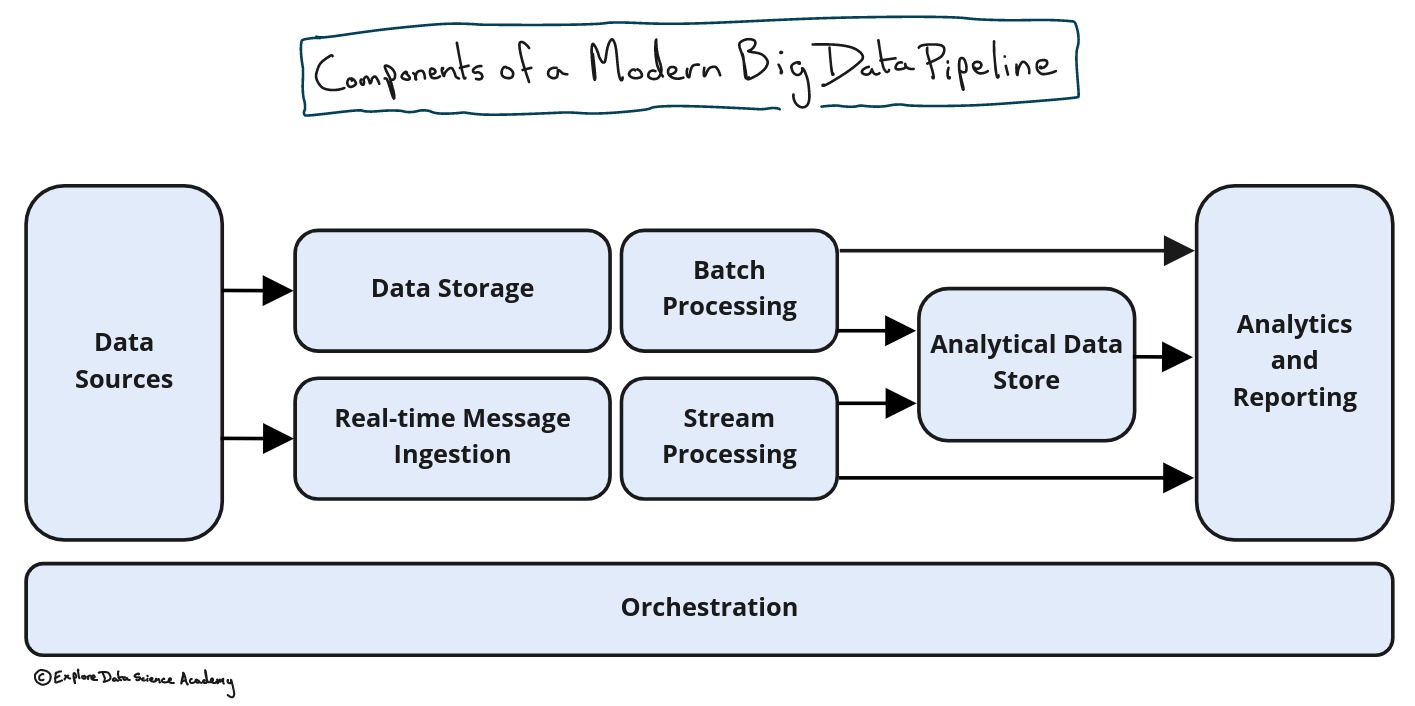 Components of a Modern Big Data Pipeline
Data
Sources
Data Storage
Batch
Processing
Real-time Message
Ingestion
Stream
Processing
Analytical Data
Store
Analytics
and
Reporting
Orchestration
©Explore Data Science Academy